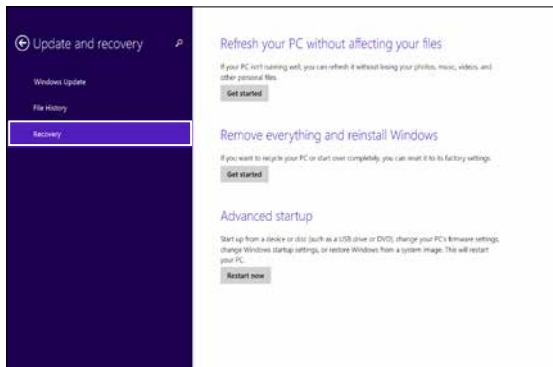 Update and recovery
Windows Update
File History
Recovery
Refresh your PC without affecting your files
If your PC isn't running well, you can refresh it without losing your photos, music, videos, and
other personal files.
Get started
Remove everything and reinstall Windows
If you want to recycle your PC or start over completely, you can reset it to its factory settings.
Get started
Advanced startup
Start up from a device or disc (such as a USB drive or DVD), change your PC's firmware settings,
change Windows startup settings, or restore Windows from a system image. This will restart
your PC.
Restart now